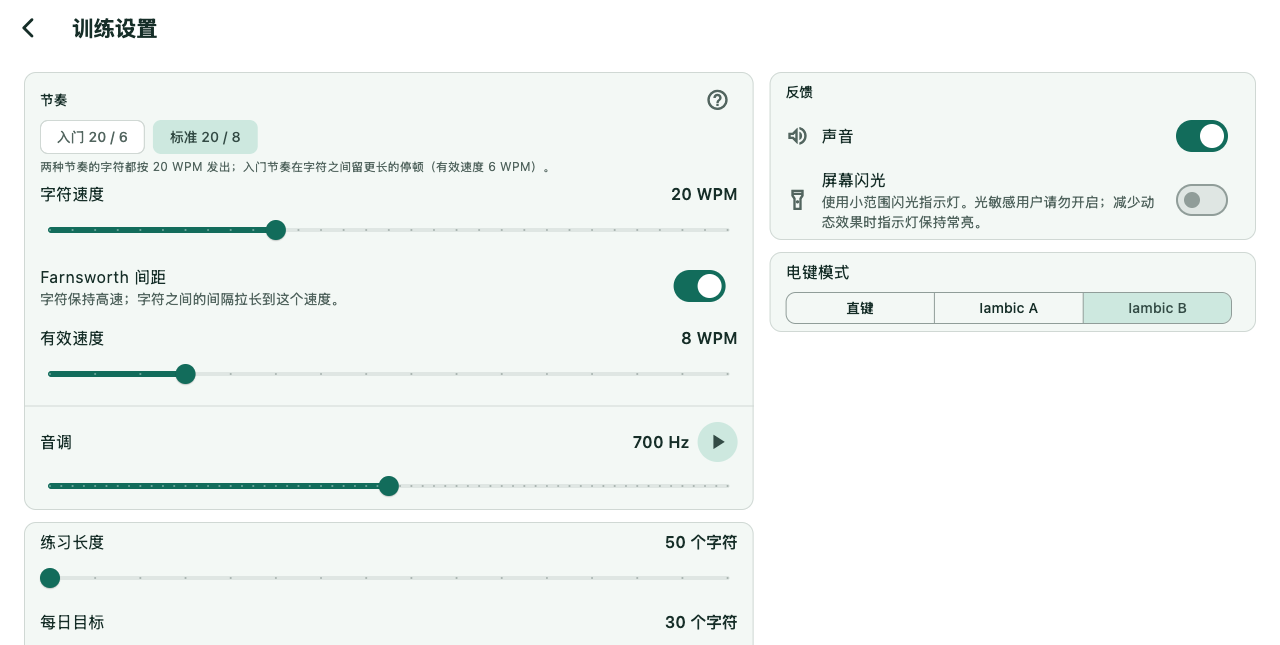 训练设置
节奏
入门 20 / 6
标准 20 / 8
两种节奏的字符都按 20 WPM 发出；入门节奏在字符之间留更长的停顿（有效速度 6 WPM）。
字符速度
20 WPM
Farnsworth 间距
字符保持高速；字符之间的间隔拉长到这个速度。
有效速度
8 WPM
音调
700 Hz
练习长度
50 个字符
每日目标
30 个字符
反馈
声音
屏幕闪光
使用小范围闪光指示灯。光敏感用户请勿开启；减少动
态效果时指示灯保持常亮。
电键模式
直键
Iambic A
Iambic B